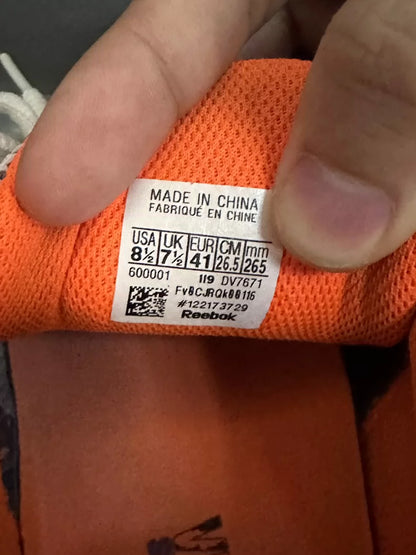 MADE IN CHINA
FABRIQUÉ EN CHINE
USA UK EUR CM mm
8½ 7½ 41 26.5 265
600001 119 DV7671
Fv0CJRQk00116
#122173729
Reebok